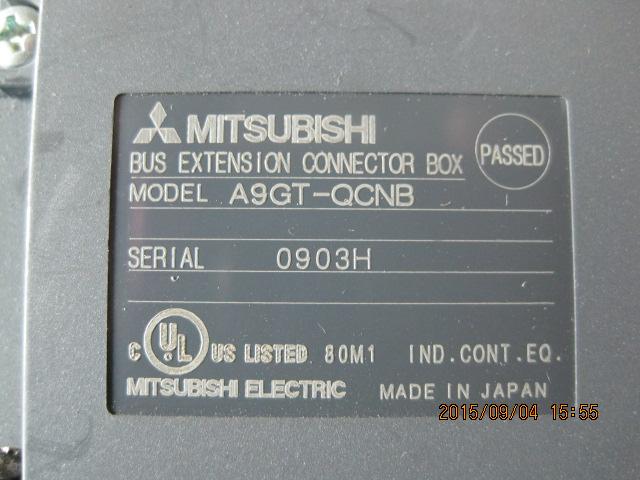 MITSUBISHI
BUS EXTENSION CONNECTOR BOX
PASSED
MODEL A9GT-QCNB
SERIAL 0903H
C UL US LISTED 80M1 IND.CONT.EQ.
MITSUBISHI ELECTRIC MADE IN JAPAN
2015/09/04 15:55